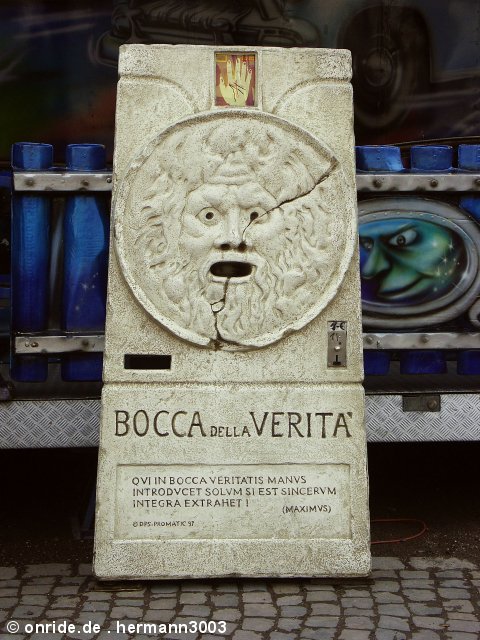 BOCCA DELLA VERITA'
QVI IN BOCCA VERITATIS MANVS
INTRODVCET SOLVM SI EST SINCERVM
INTEGRA EXTRAHET !
(MAXIMVS)
© DPS-PROMATIC 97
© onride.de . hermann3003